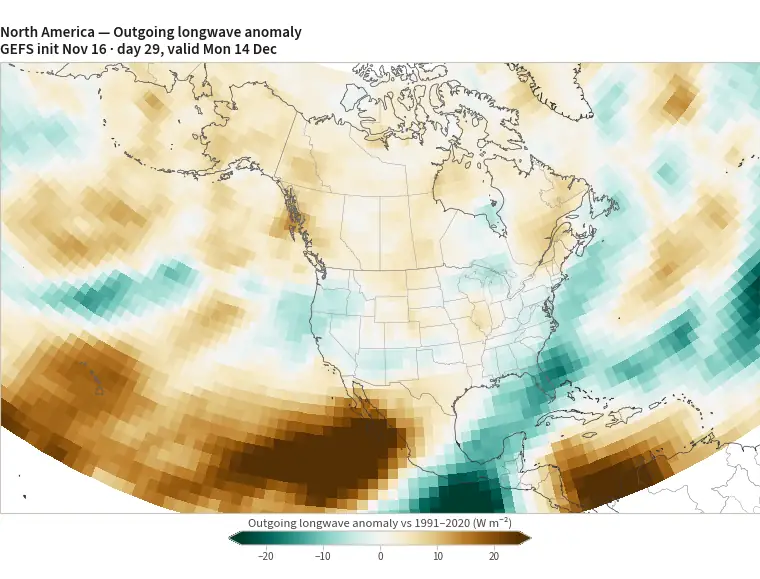 North America — Outgoing longwave anomaly
GEFS init Nov 16 · day 29, valid Mon 14 Dec
Outgoing longwave anomaly vs 1991–2020 (W m⁻²)
−20 −10 0 10 20